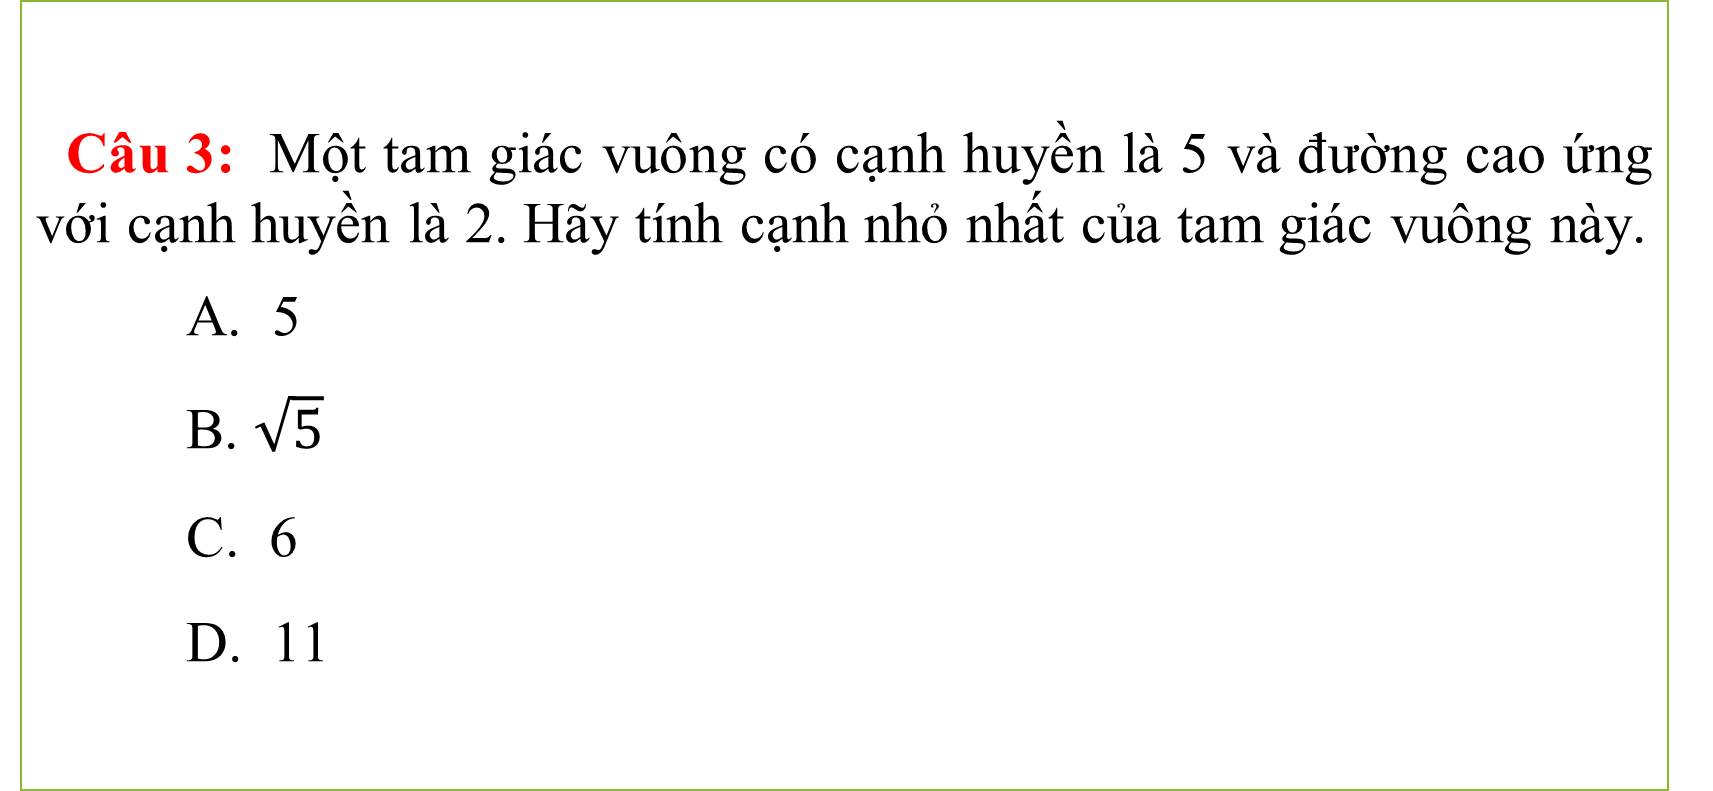 Câu 3: Một tam giác vuông có cạnh huyền là 5 và đường cao ứng
với cạnh huyền là 2. Hãy tính cạnh nhỏ nhất của tam giác vuông này.
A. 5
B. √5
C. 6
D. 11